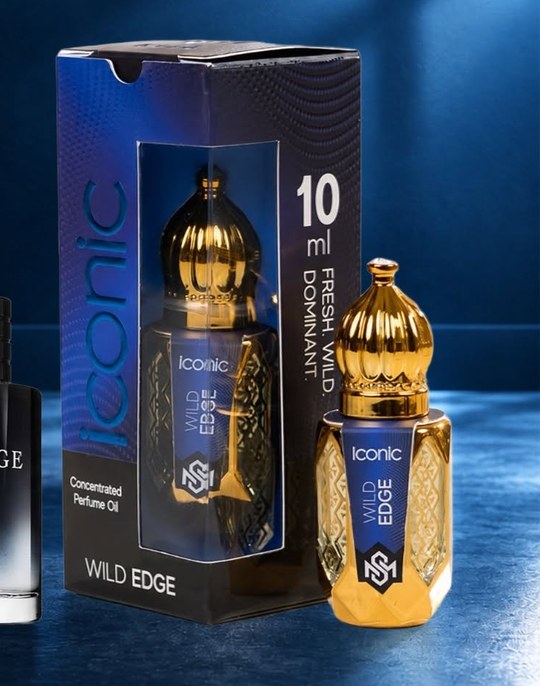 iconic
10
ml
FRESH. WILD.
DOMINANT.
iconic
WILD
EDGE
Concentrated
Perfume Oil
WILD EDGE
iconic
WILD
EDGE
GE